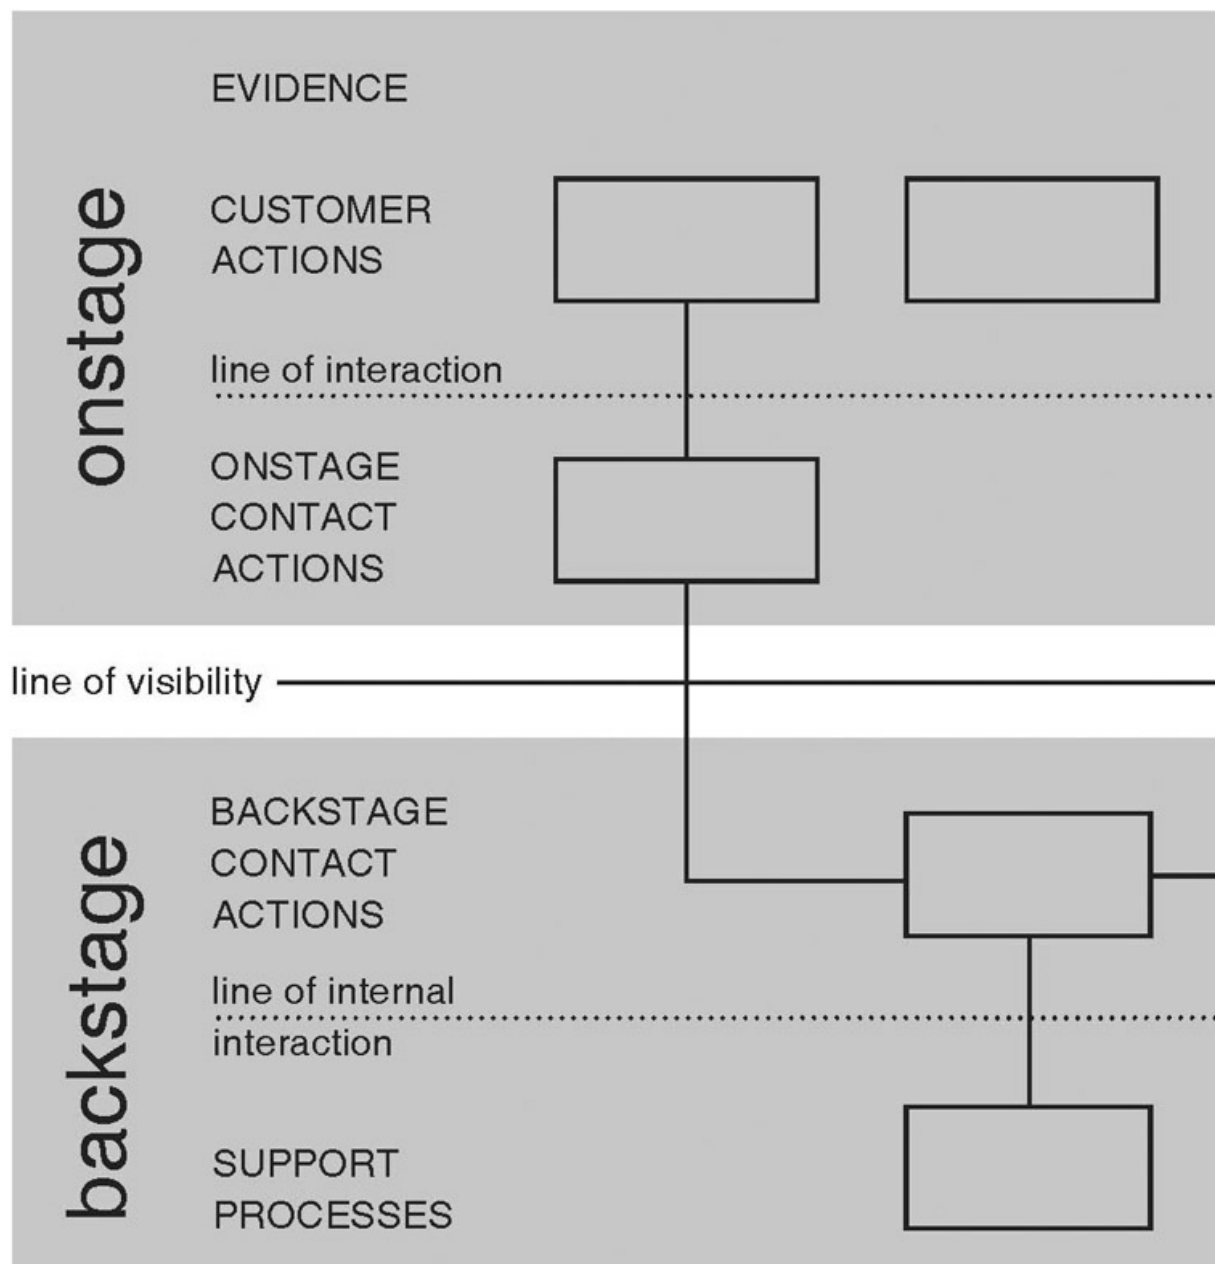 onstage
EVIDENCE
CUSTOMER
ACTIONS
line of interaction
ONSTAGE
CONTACT
ACTIONS
line of visibility
backstage
BACKSTAGE
CONTACT
ACTIONS
line of internal
interaction
SUPPORT
PROCESSES